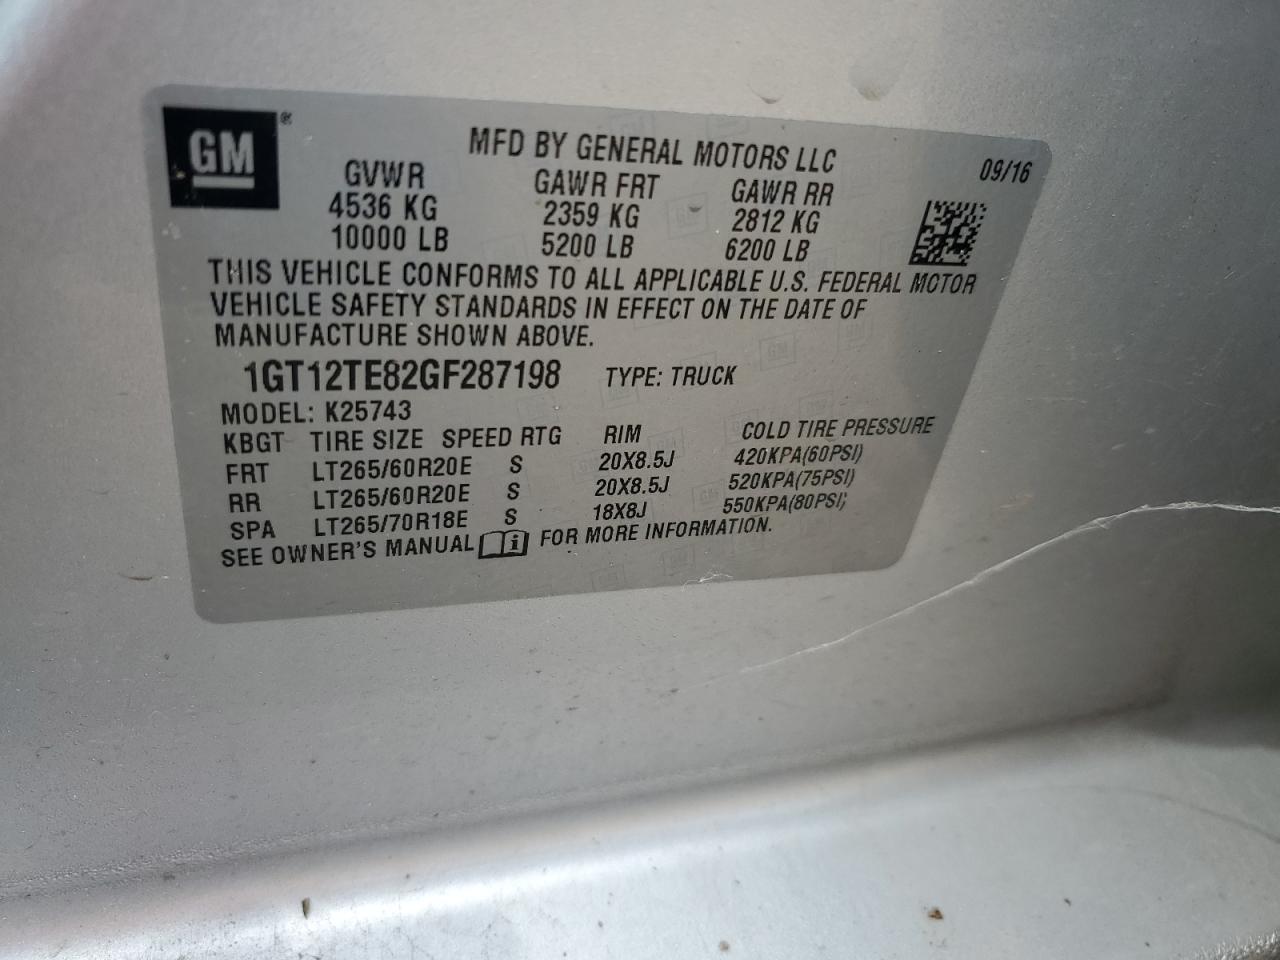 GM®
MFD BY GENERAL MOTORS LLC 09/16
GVWR GAWR FRT GAWR RR
4536 KG 2359 KG 2812 KG
10000 LB 5200 LB 6200 LB
THIS VEHICLE CONFORMS TO ALL APPLICABLE U.S. FEDERAL MOTOR
VEHICLE SAFETY STANDARDS IN EFFECT ON THE DATE OF
MANUFACTURE SHOWN ABOVE.
1GT12TE82GF287198 TYPE: TRUCK
MODEL: K25743
KBGT TIRE SIZE SPEED RTG RIM COLD TIRE PRESSURE
FRT LT265/60R20E S 20X8.5J 420KPA(60PSI)
RR LT265/60R20E S 20X8.5J 520KPA(75PSI)
SPA LT265/70R18E S 18X8J 550KPA(80PSI)
SEE OWNER'S MANUAL i FOR MORE INFORMATION.